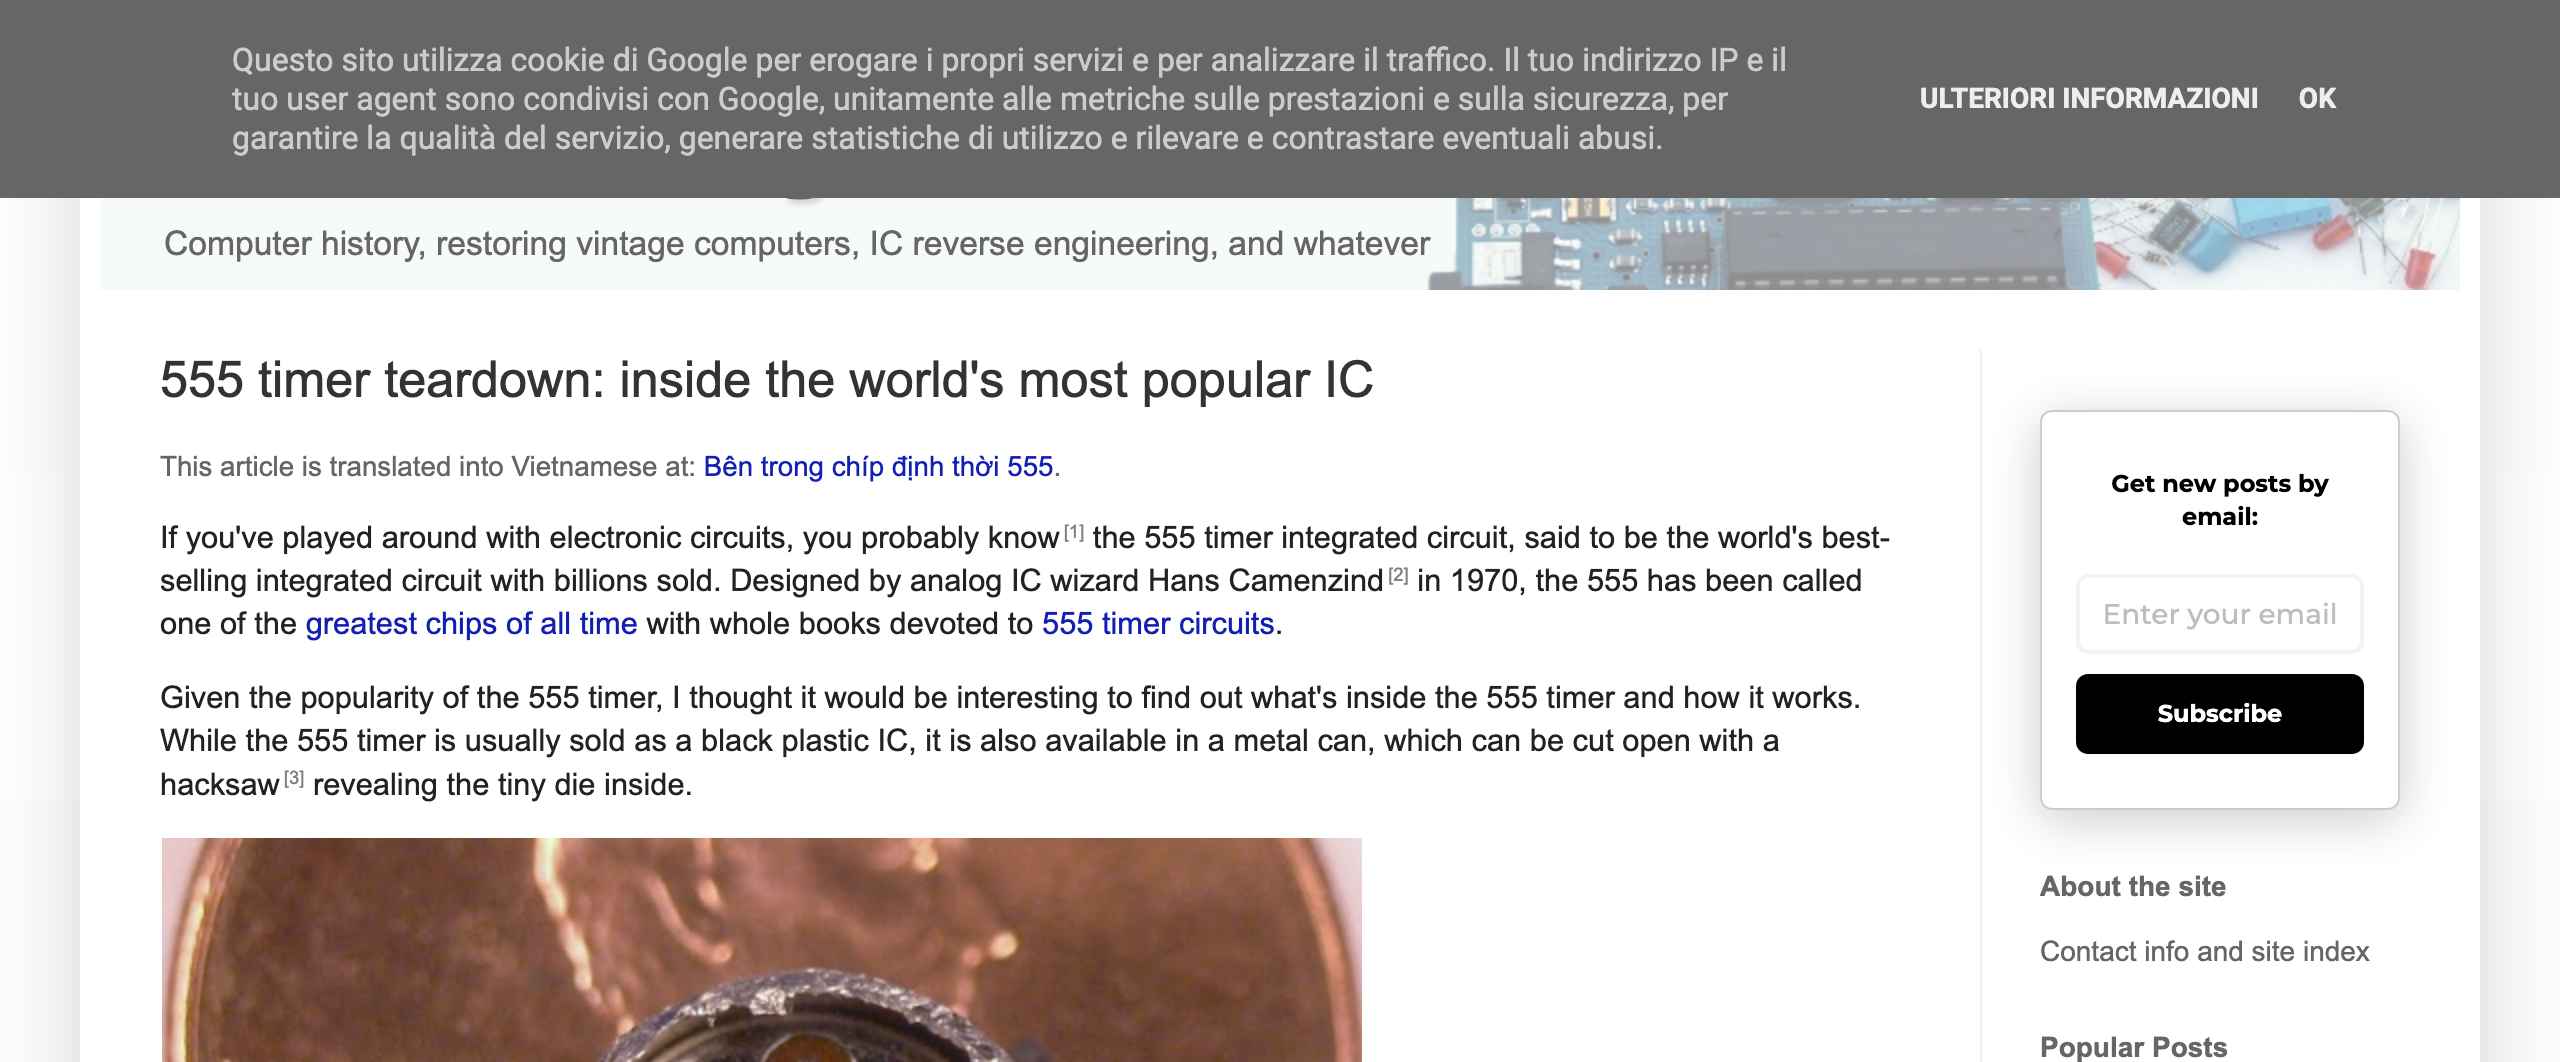 Questo sito utilizza cookie di Google per erogare i propri servizi e per analizzare il traffico. Il tuo indirizzo IP e il
tuo user agent sono condivisi con Google, unitamente alle metriche sulle prestazioni e sulla sicurezza, per
garantire la qualità del servizio, generare statistiche di utilizzo e rilevare e contrastare eventuali abusi.
ULTERIORI INFORMAZIONI OK
Computer history, restoring vintage computers, IC reverse engineering, and whatever
555 timer teardown: inside the world's most popular IC
This article is translated into Vietnamese at: Bên trong chíp định thời 555.
If you've played around with electronic circuits, you probably know[1] the 555 timer integrated circuit, said to be the world's best-
selling integrated circuit with billions sold. Designed by analog IC wizard Hans Camenzind[2] in 1970, the 555 has been called
one of the greatest chips of all time with whole books devoted to 555 timer circuits.
Given the popularity of the 555 timer, I thought it would be interesting to find out what's inside the 555 timer and how it works.
While the 555 timer is usually sold as a black plastic IC, it is also available in a metal can, which can be cut open with a
hacksaw[3] revealing the tiny die inside.
Get new posts by
email:
Enter your email
Subscribe
About the site
Contact info and site index
Popular Posts